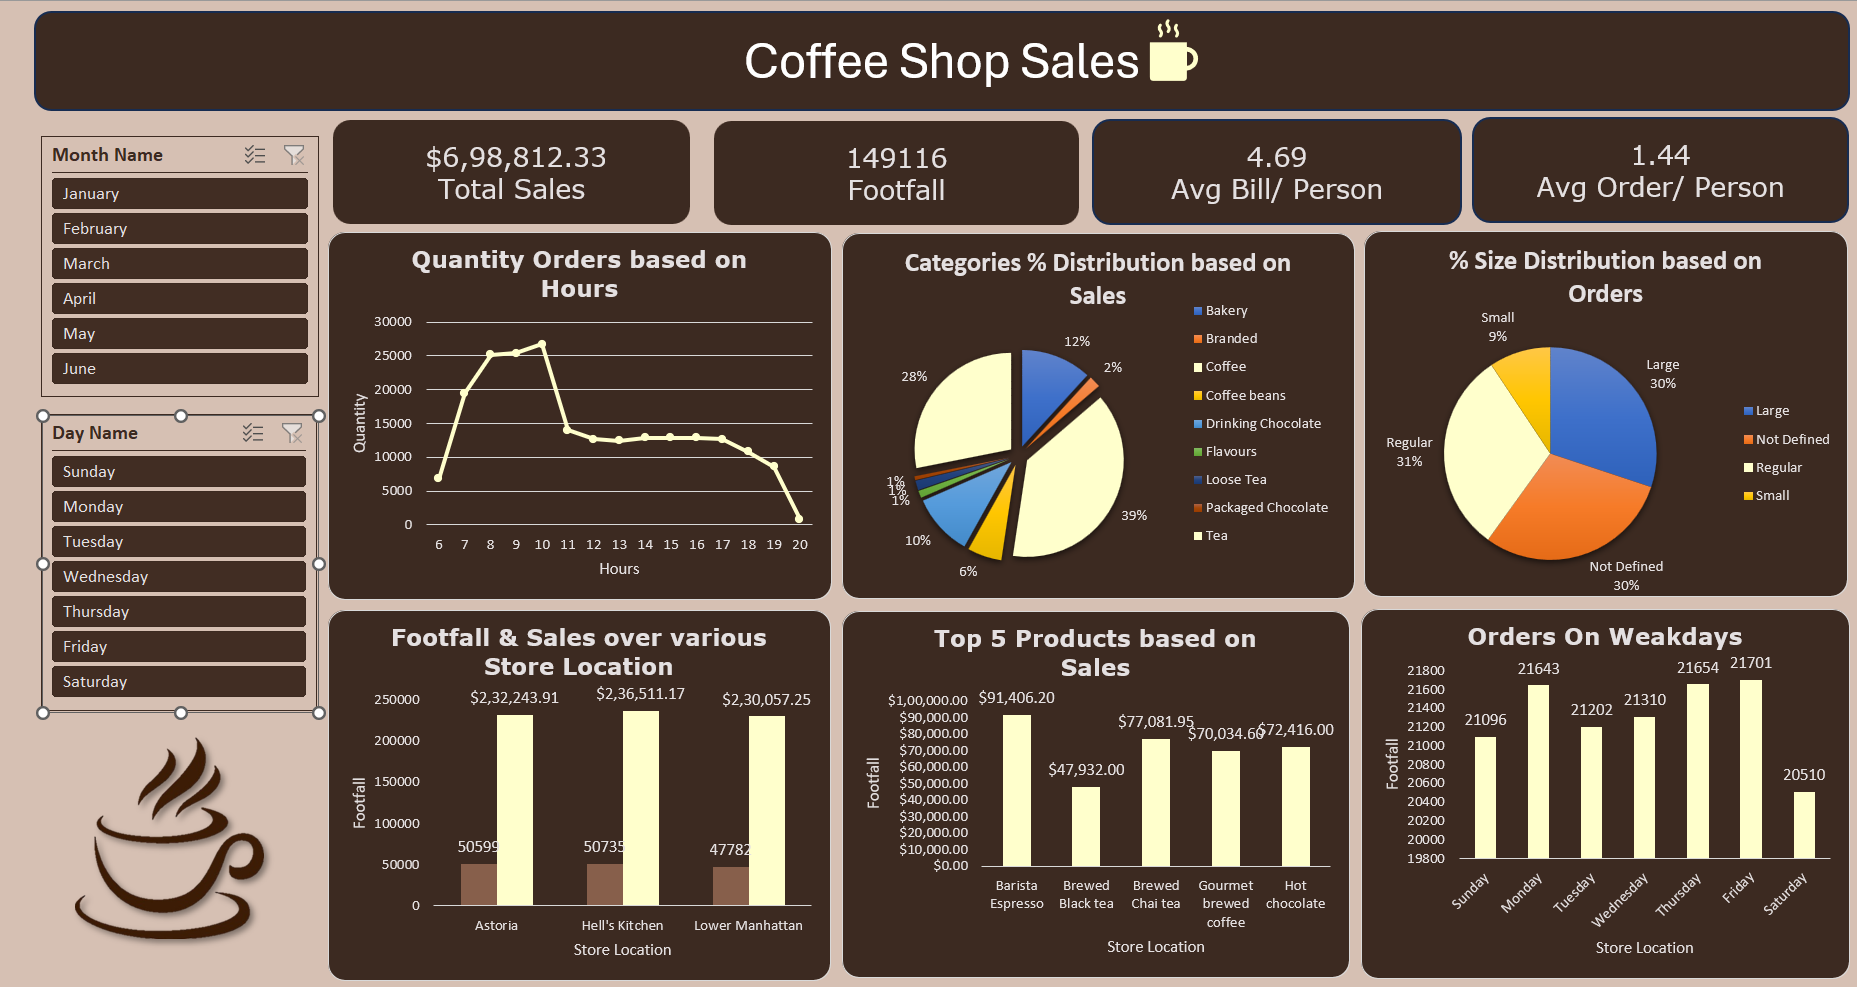 Coffee Shop Sales
Month Name
January
February
March
April
May
June
Day Name
Sunday
Monday
Tuesday
Wednesday
Thursday
Friday
Saturday
$6,98,812.33
Total Sales
149116
Footfall
4.69
Avg Bill/ Person
1.44
Avg Order/ Person
Quantity Orders based on
Hours
30000
25000
20000
15000
10000
5000
0
Quantity
6 7 8 9 10 11 12 13 14 15 16 17 18 19 20
Hours
Categories % Distribution based on
Sales
12%
2%
39%
6%
10%
1%
1%
1%
28%
Bakery
Branded
Coffee
Coffee beans
Drinking Chocolate
Flavours
Loose Tea
Packaged Chocolate
Tea
% Size Distribution based on
Orders
Small
9%
Large
30%
Regular
31%
Not Defined
30%
Large
Not Defined
Regular
Small
Footfall & Sales over various
Store Location
250000
200000
150000
100000
50000
0
Footfall
$2,32,243.91
$2,36,511.17
$2,30,057.25
50599
50735
47782
Astoria
Hell's Kitchen
Lower Manhattan
Store Location
Top 5 Products based on
Sales
$1,00,000.00
$90,000.00
$80,000.00
$70,000.00
$60,000.00
$50,000.00
$40,000.00
$30,000.00
$20,000.00
$10,000.00
$0.00
Footfall
$91,406.20
$47,932.00
$77,081.95
$70,034.60
$72,416.00
Barista
Espresso
Brewed
Black tea
Brewed
Chai tea
Gourmet
brewed
coffee
Hot
chocolate
Store Location
Orders On Weakdays
21800
21600
21400
21200
21000
20800
20600
20400
20200
20000
19800
Footfall
21096
21643
21202
21310
21654
21701
20510
Sunday
Monday
Tuesday
Wednesday
Thursday
Friday
Saturday
Store Location